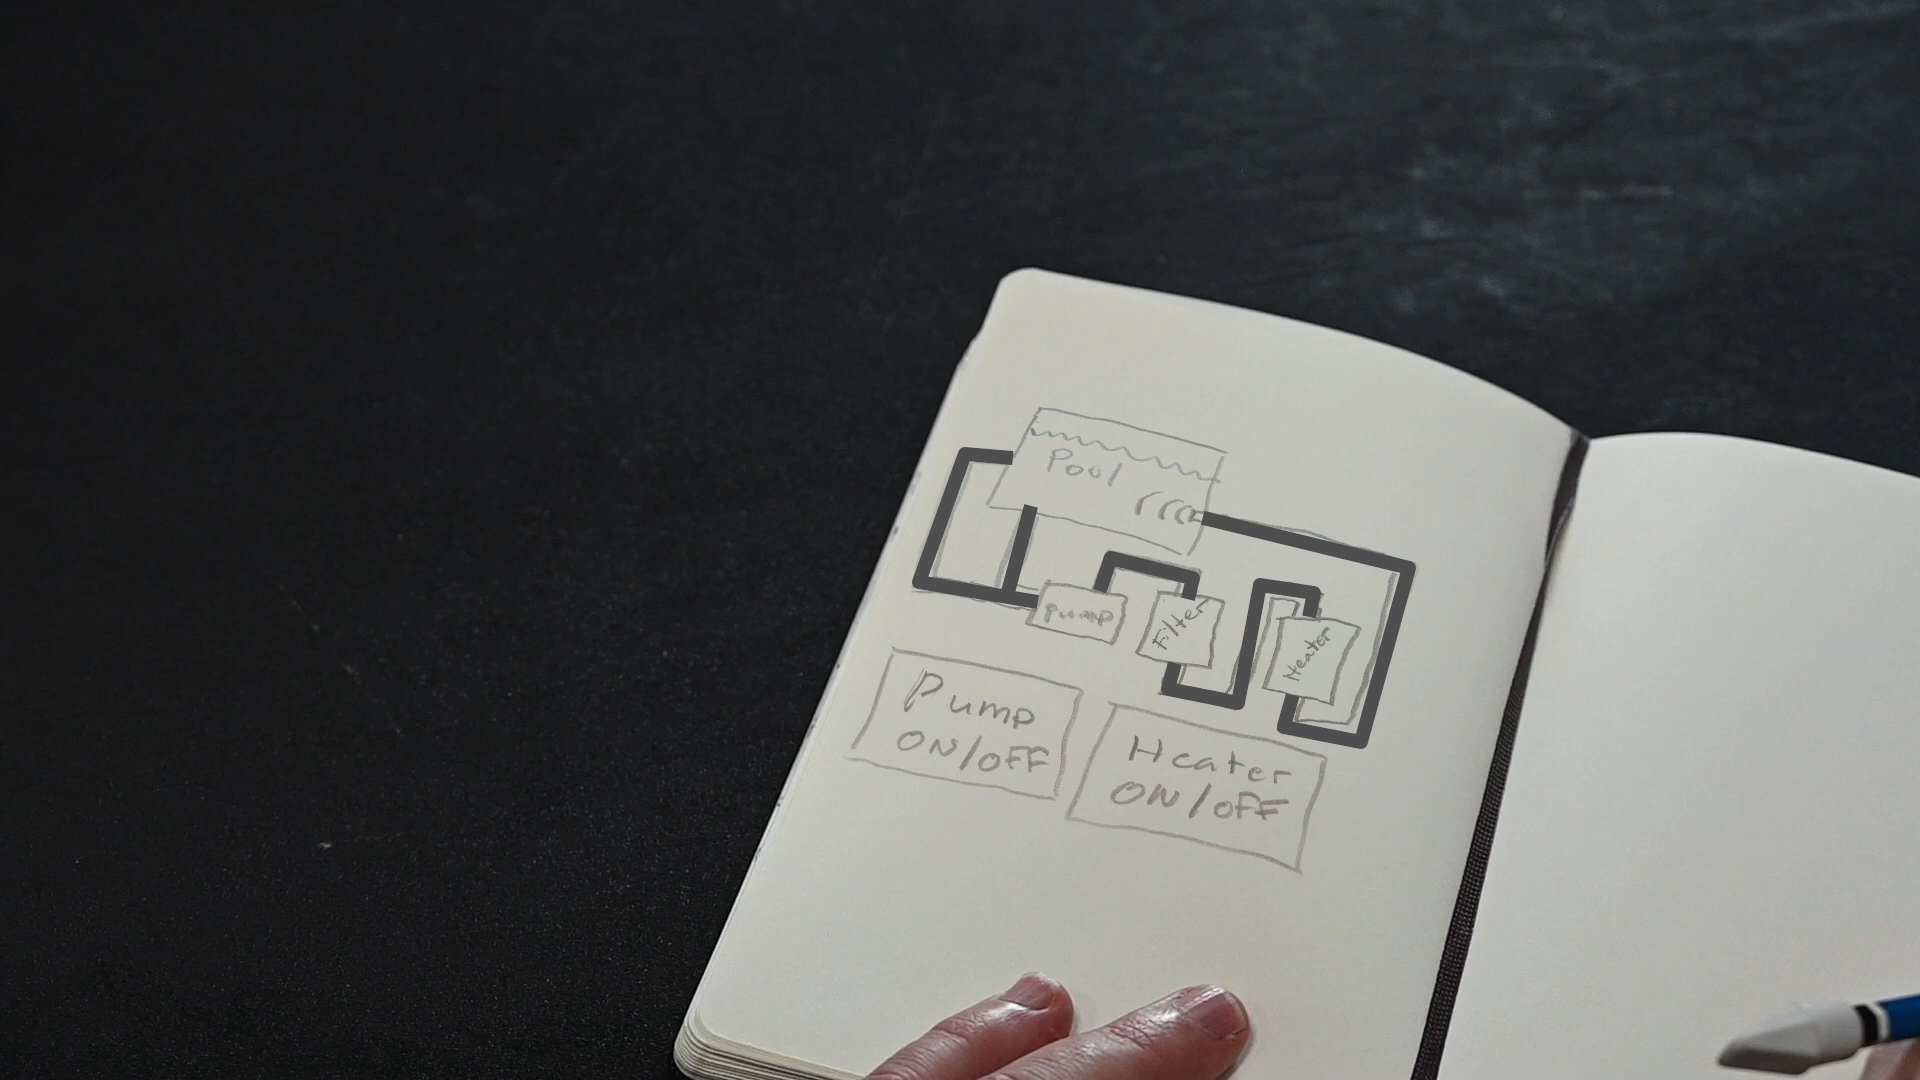 Pool
Pump
Filter
Heater
Pump
ON/OFF
Heater
ON/OFF